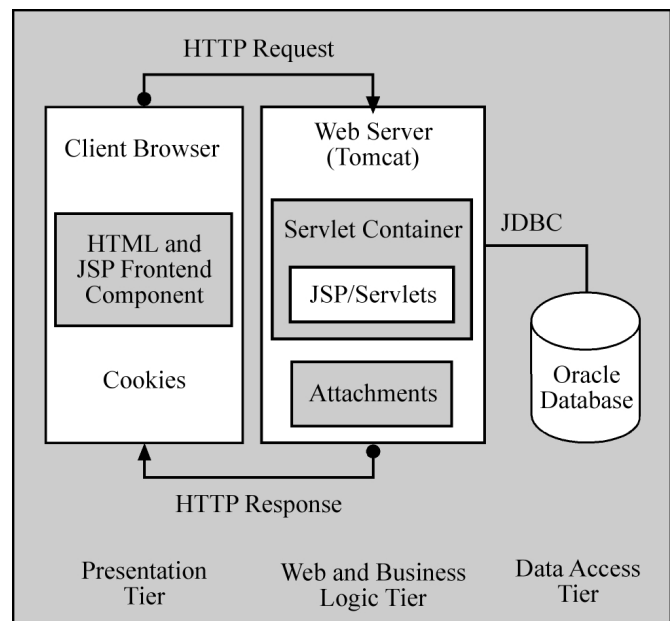 HTTP Request
Client Browser
HTML and
JSP Frontend
Component
Cookies
Web Server
(Tomcat)
Servlet Container
JSP/Servlets
Attachments
JDBC
Oracle
Database
HTTP Response
Presentation
Tier
Web and Business
Logic Tier
Data Access
Tier